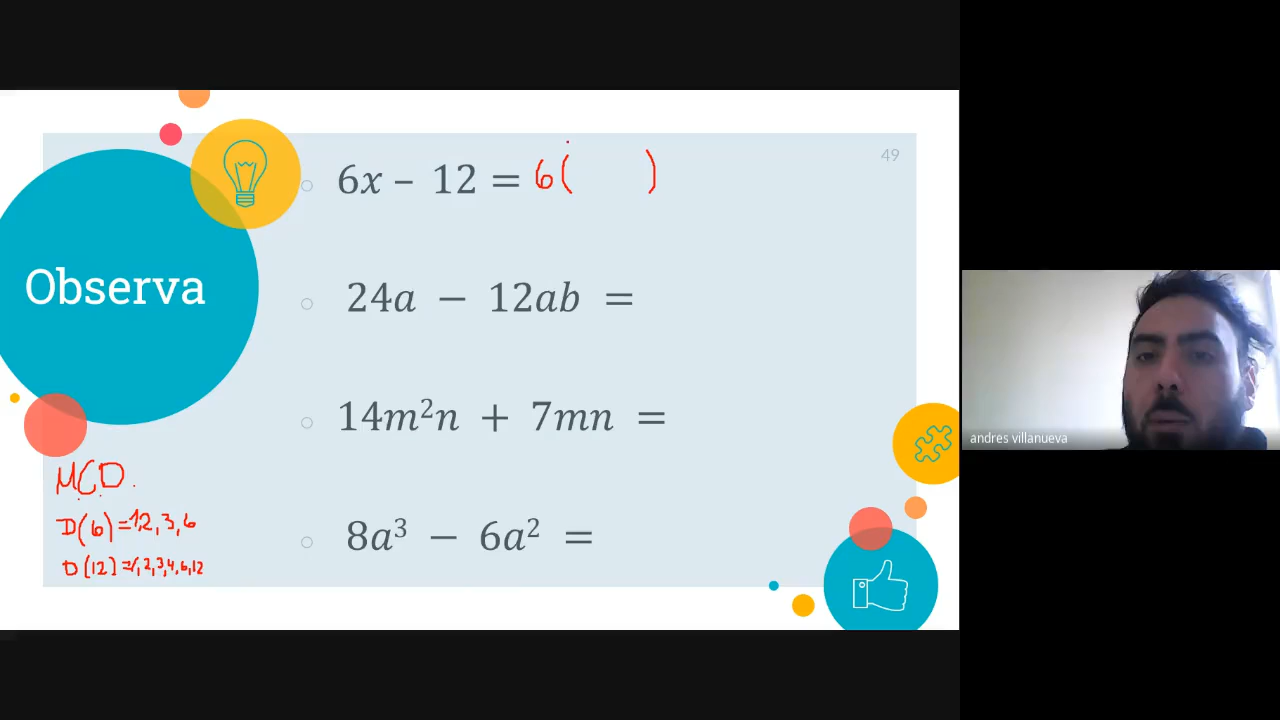 49
6x – 12 = 6( )
Observa
24a – 12ab =
14m²n + 7mn =
andres villanueva
MCD.
D(6)=1,2,3,6
8a³ – 6a² =
D(12)=1,2,3,4,6,12